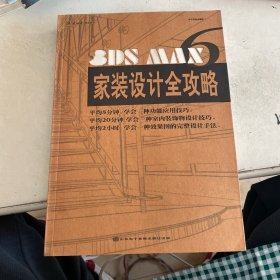 3DS MAX 6
家装设计全攻略
平均5分钟 学会一种功能应用技巧。
平均20分钟 学会一种室内装饰物设计技巧。
平均2小时 学会一种效果图的完整设计手法。